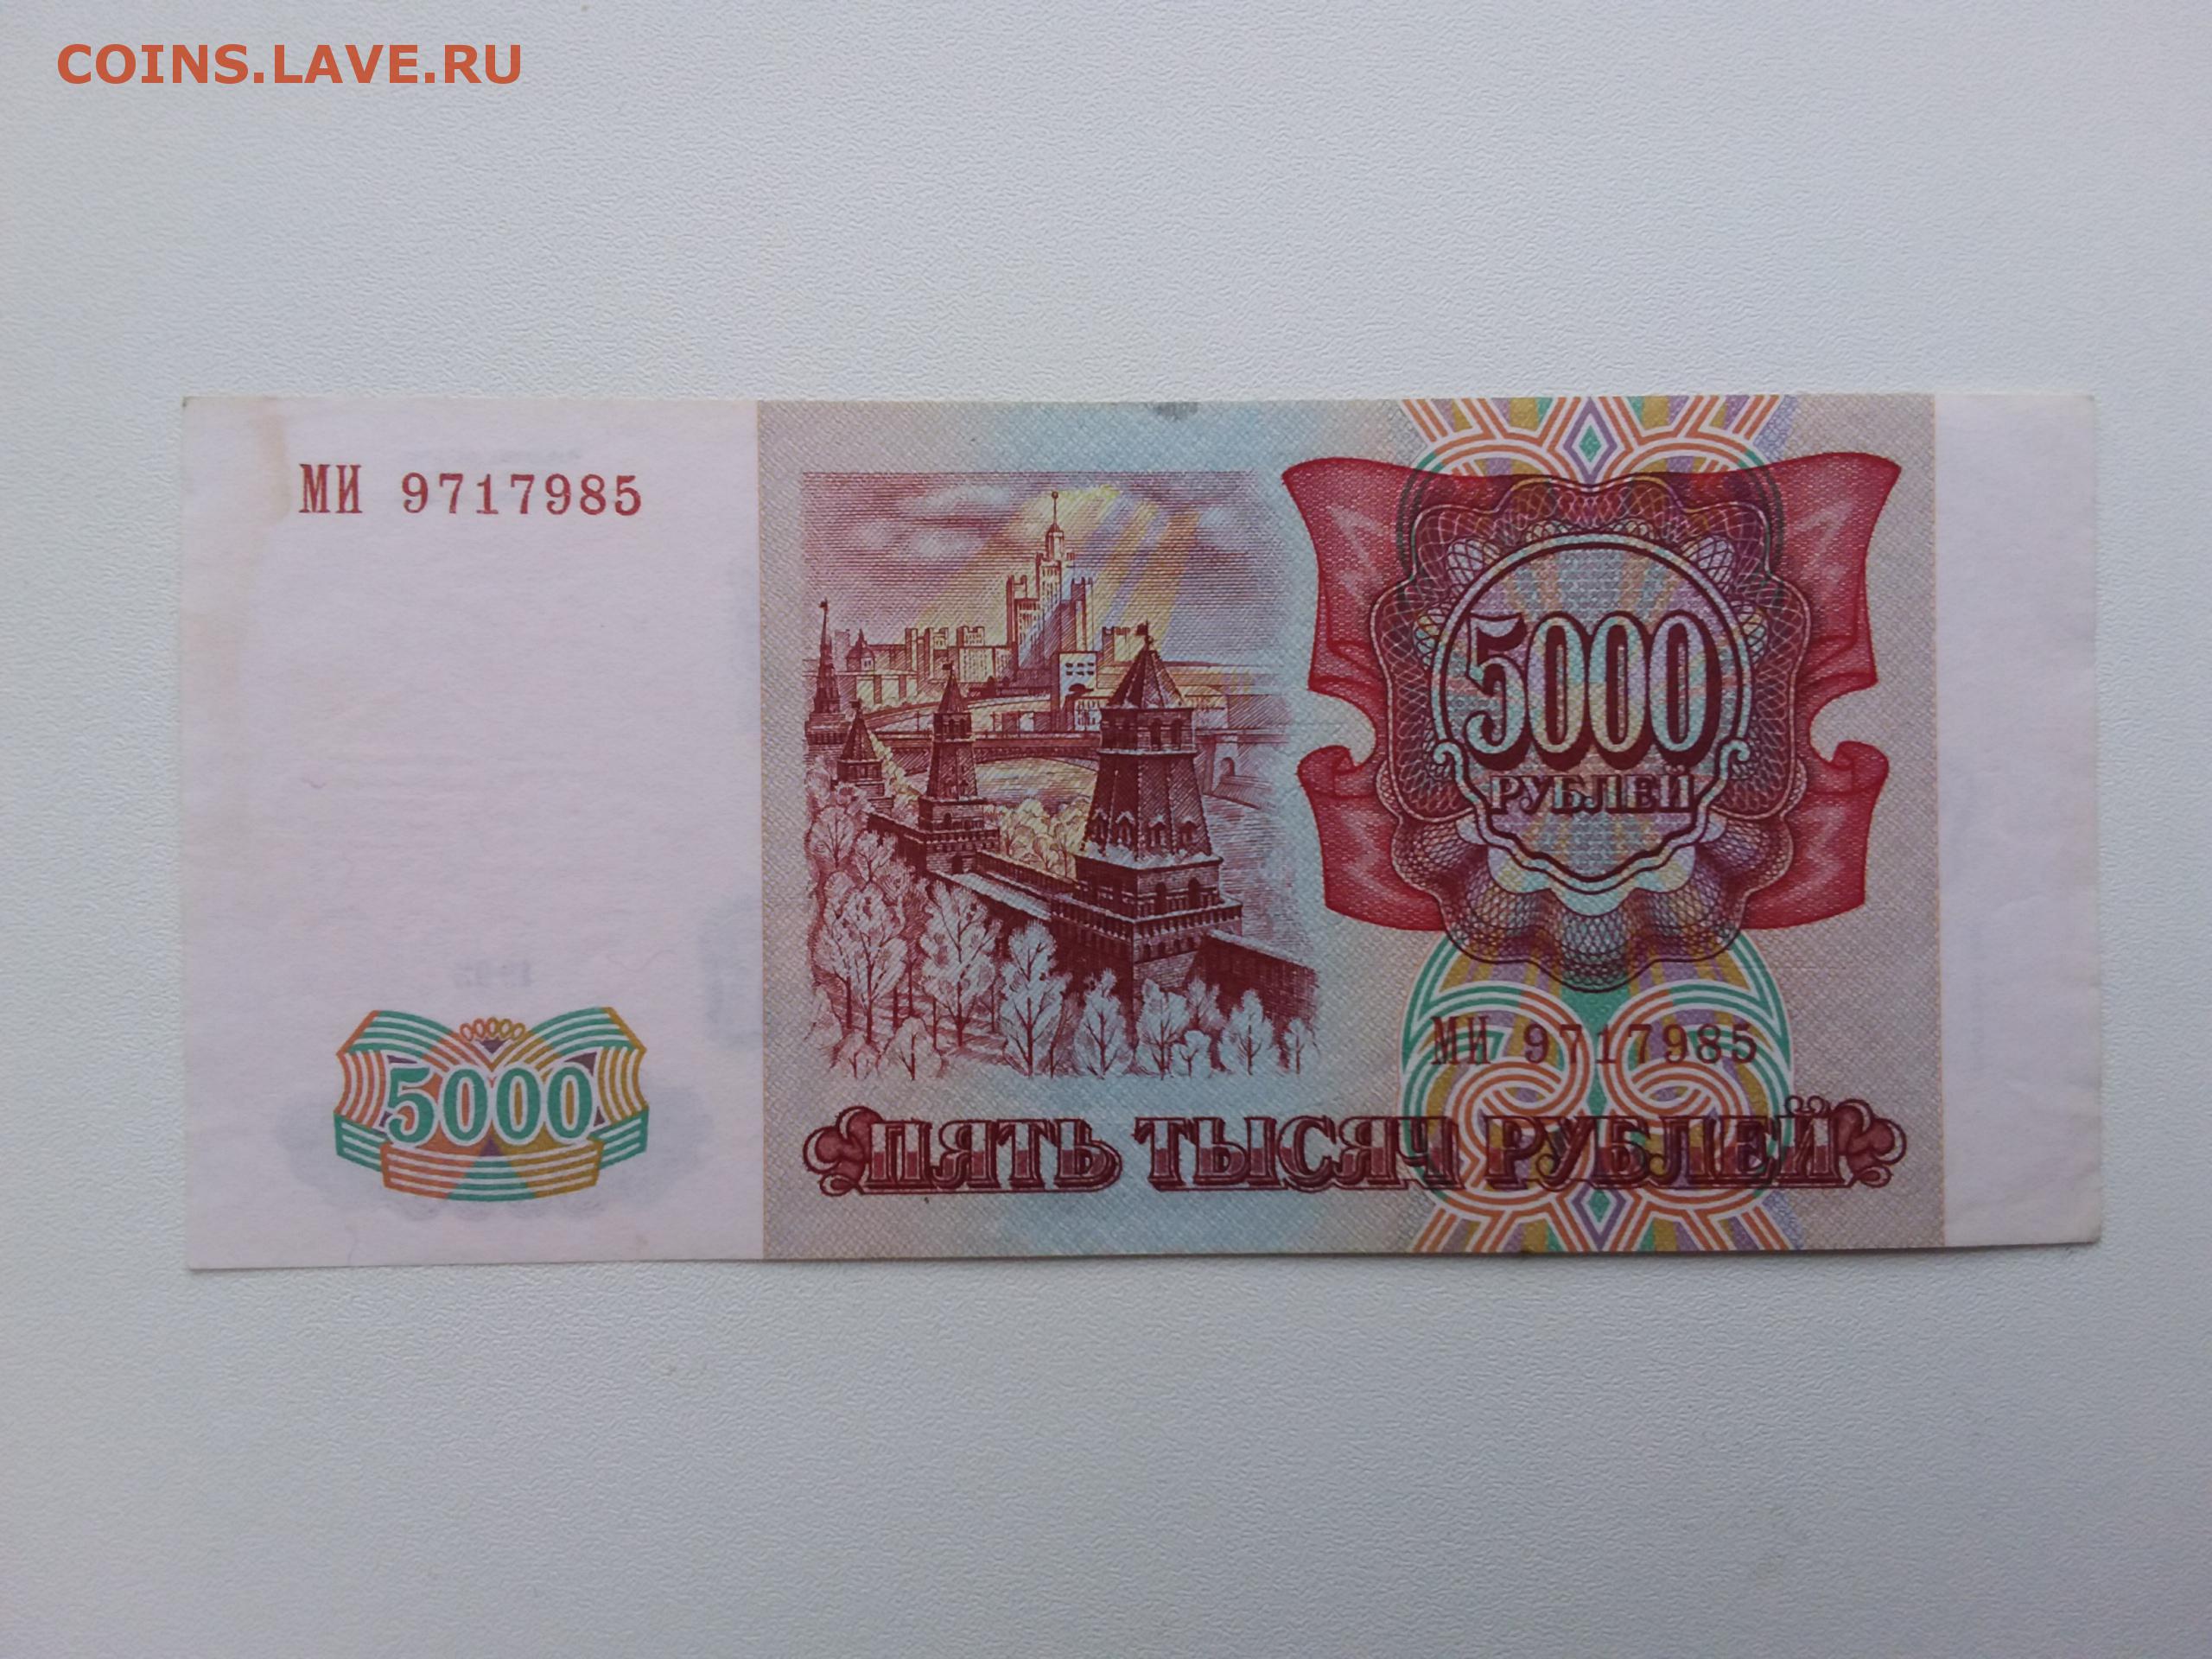 COINS.LAVE.RU
МИ 9717985
5000
РУБЛЕЙ
МИ 9717985
5000
ПЯТЬ ТЫСЯЧ РУБЛЕЙ